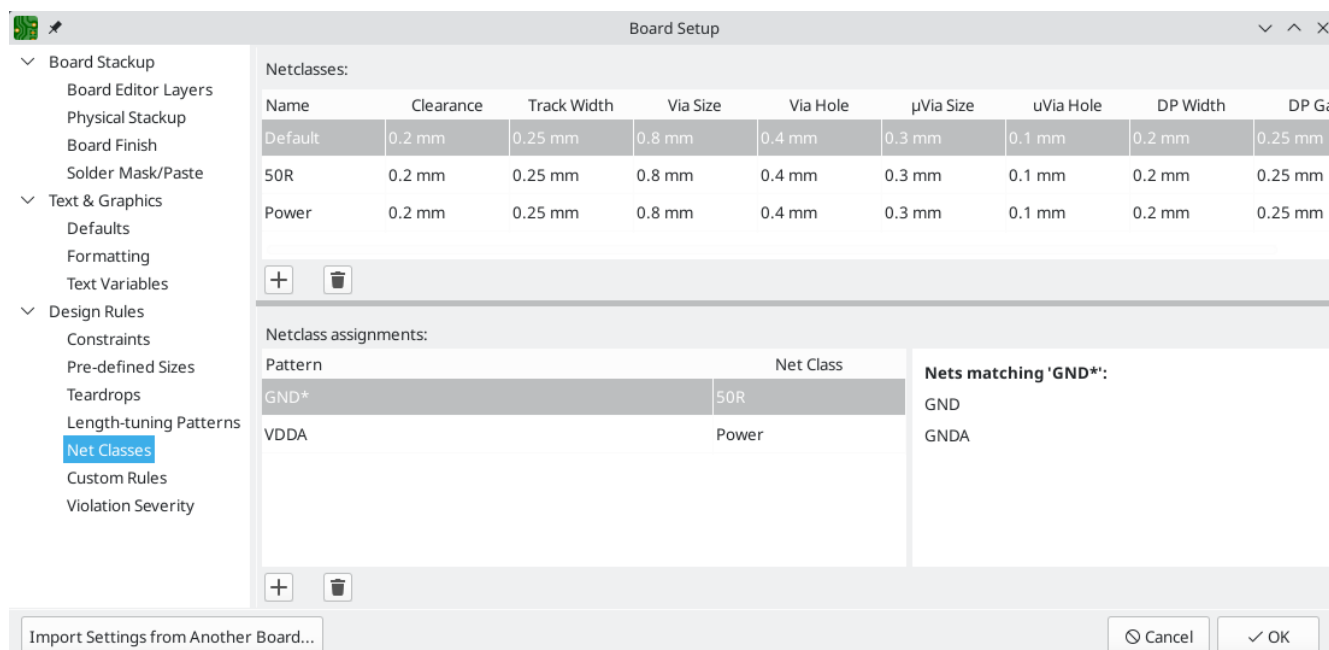 Board Setup
Board Stackup
Board Editor Layers
Physical Stackup
Board Finish
Solder Mask/Paste
Text & Graphics
Defaults
Formatting
Text Variables
Design Rules
Constraints
Pre-defined Sizes
Teardrops
Length-tuning Patterns
Net Classes
Custom Rules
Violation Severity
Netclasses:
Name Clearance Track Width Via Size Via Hole µVia Size uVia Hole DP Width DP Ga
Default 0.2 mm 0.25 mm 0.8 mm 0.4 mm 0.3 mm 0.1 mm 0.2 mm 0.25 mm
50R 0.2 mm 0.25 mm 0.8 mm 0.4 mm 0.3 mm 0.1 mm 0.2 mm 0.25 mm
Power 0.2 mm 0.25 mm 0.8 mm 0.4 mm 0.3 mm 0.1 mm 0.2 mm 0.25 mm
Netclass assignments:
Pattern Net Class
GND* 50R
VDDA Power
Nets matching 'GND*':
GND
GNDA
Import Settings from Another Board...
Cancel
OK